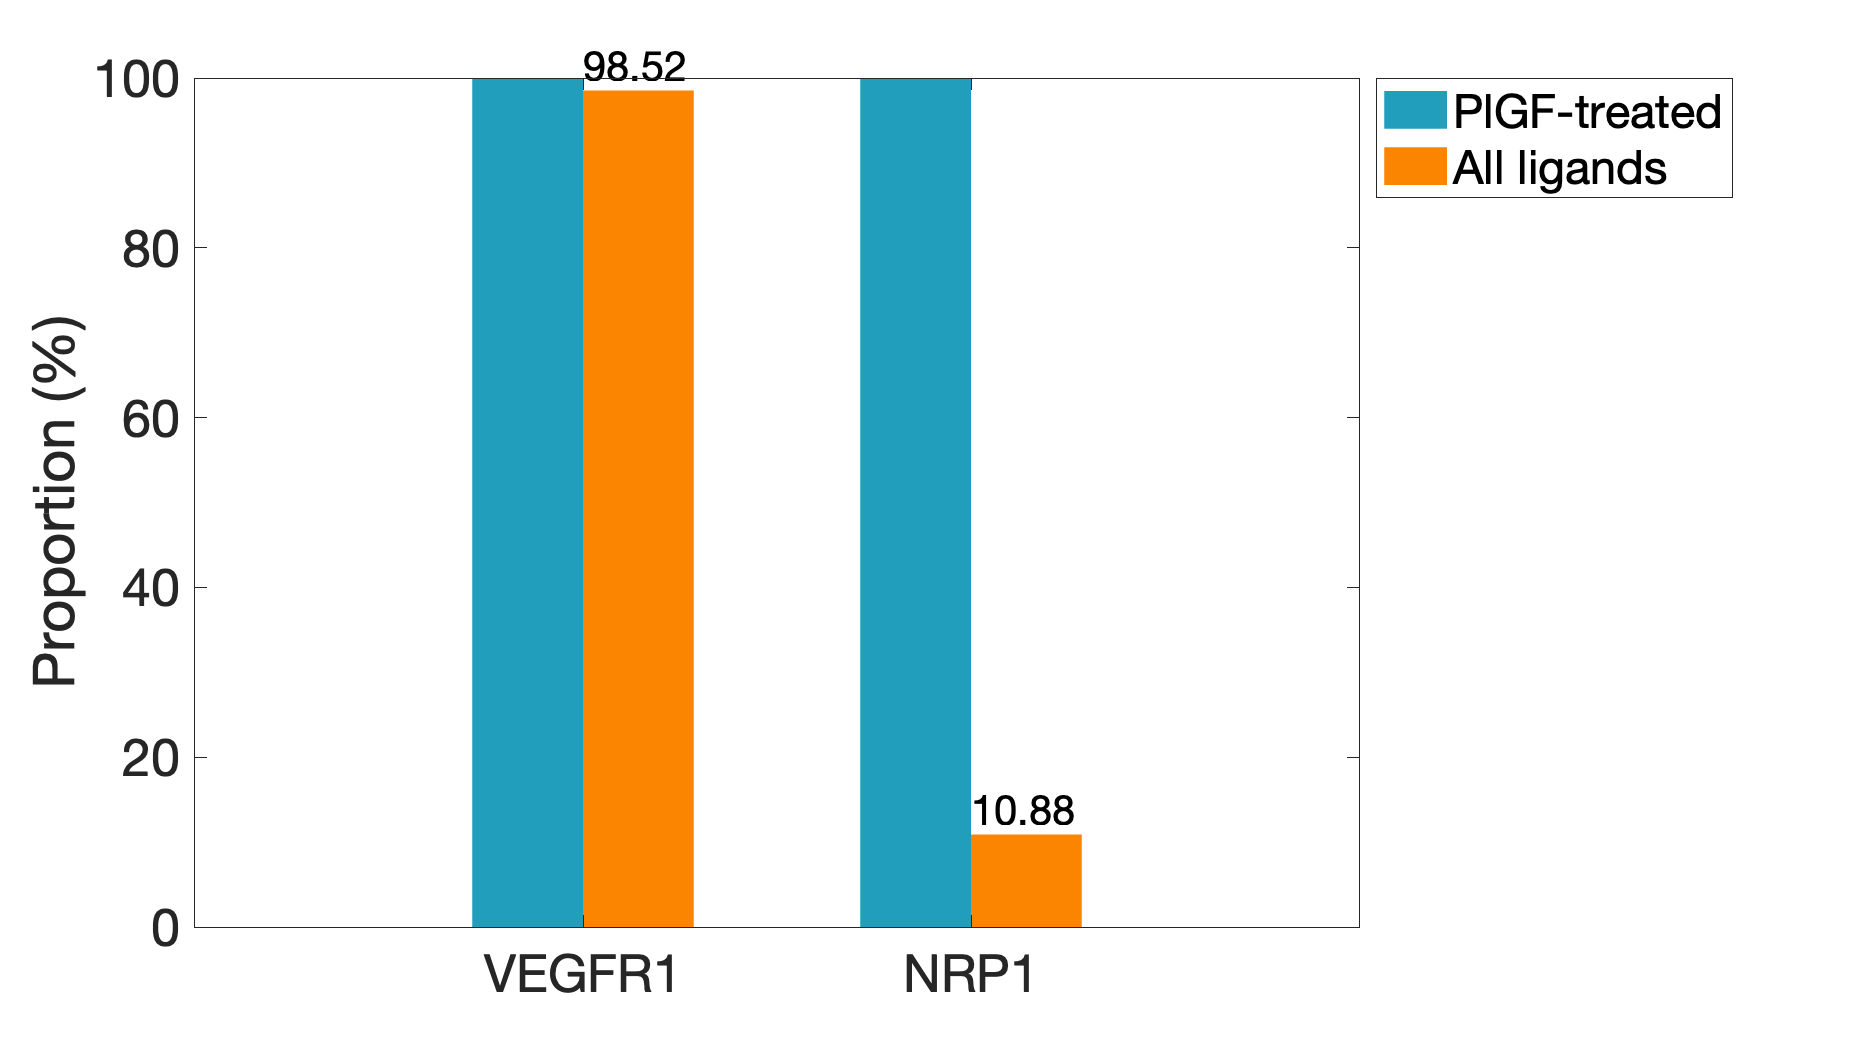 98.52
100
80
60
40
20
0
Proportion (%)
10.88
VEGFR1
NRP1
PlGF-treated
All ligands